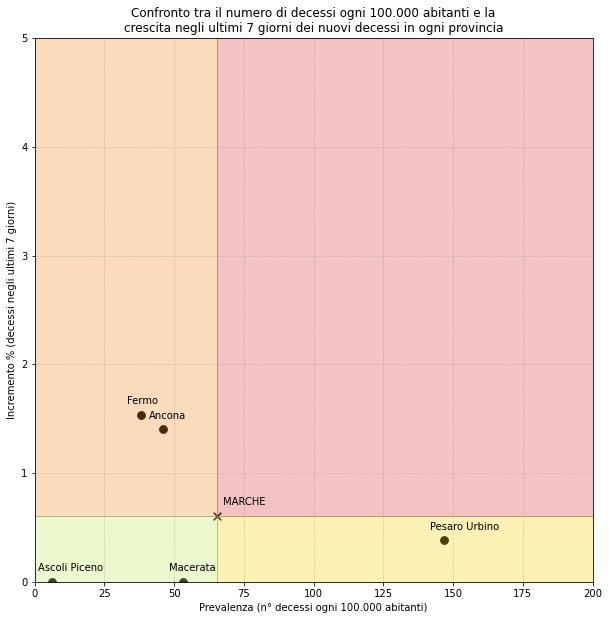 Confronto tra il numero di decessi ogni 100.000 abitanti e la
crescita negli ultimi 7 giorni dei nuovi decessi in ogni provincia
Incremento % (decessi negli ultimi 7 giorni)
5
4
3
2
1
0
Fermo
Ancona
MARCHE
Pesaro Urbino
Ascoli Piceno
Macerata
0
25
50
75
100
125
150
175
200
Prevalenza (n° decessi ogni 100.000 abitanti)